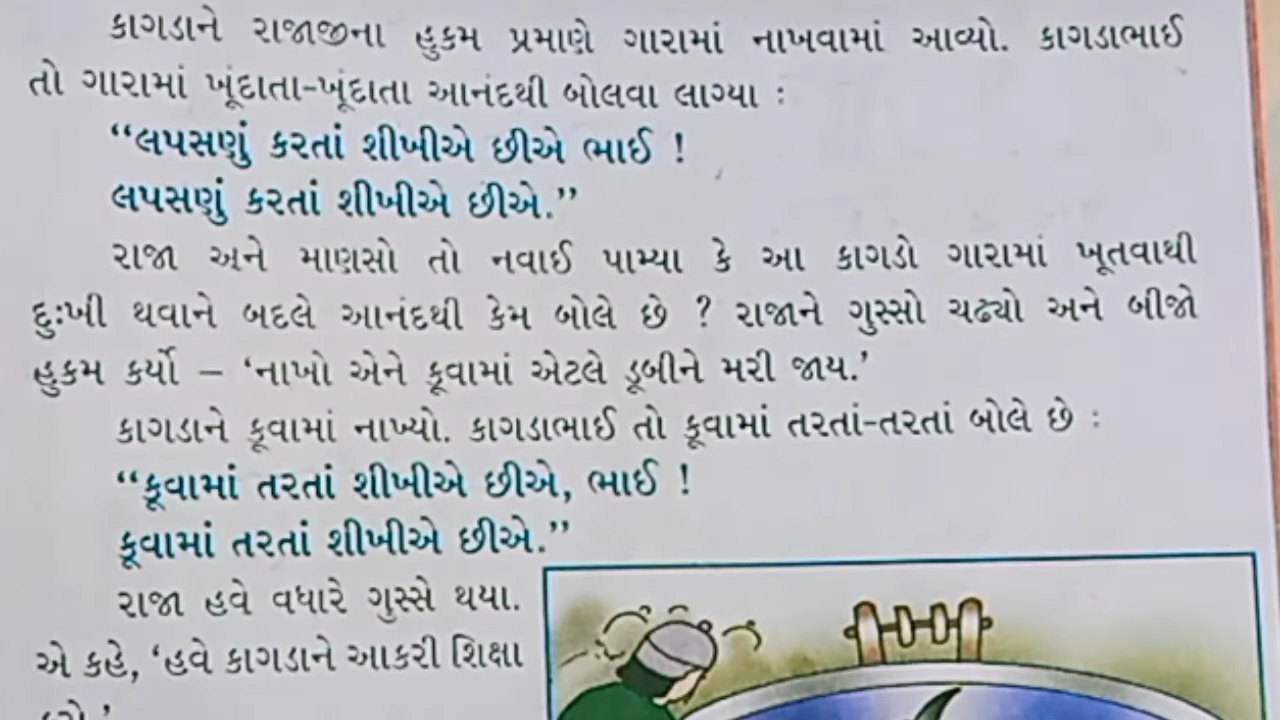 કાગડાને રાજાજીના હુકમ પ્રમાણે ગારામાં નાખવામાં આવ્યો. કાગડાભાઈ
તો ગારામાં ખૂંદાતા-ખૂંદાતા આનંદથી બોલવા લાગ્યા :
“લપસણું કરતાં શીખીએ છીએ ભાઈ !
લપસણું કરતાં શીખીએ છીએ.”
રાજા અને માણસો તો નવાઈ પામ્યા કે આ કાગડો ગારામાં ખૂતવાથી
દુઃખી થવાને બદલે આનંદથી કેમ બોલે છે ? રાજાને ગુસ્સો ચઢ્યો અને બીજો
હુકમ કર્યો – ‘નાખો એને કૂવામાં એટલે ડૂબીને મરી જાય.’
કાગડાને કૂવામાં નાખ્યો. કાગડાભાઈ તો કૂવામાં તરતાં-તરતાં બોલે છે :
“કૂવામાં તરતાં શીખીએ છીએ, ભાઈ !
કૂવામાં તરતાં શીખીએ છીએ.”
રાજા હવે વધારે ગુસ્સે થયા.
એ કહે, ‘હવે કાગડાને આકરી શિક્ષા